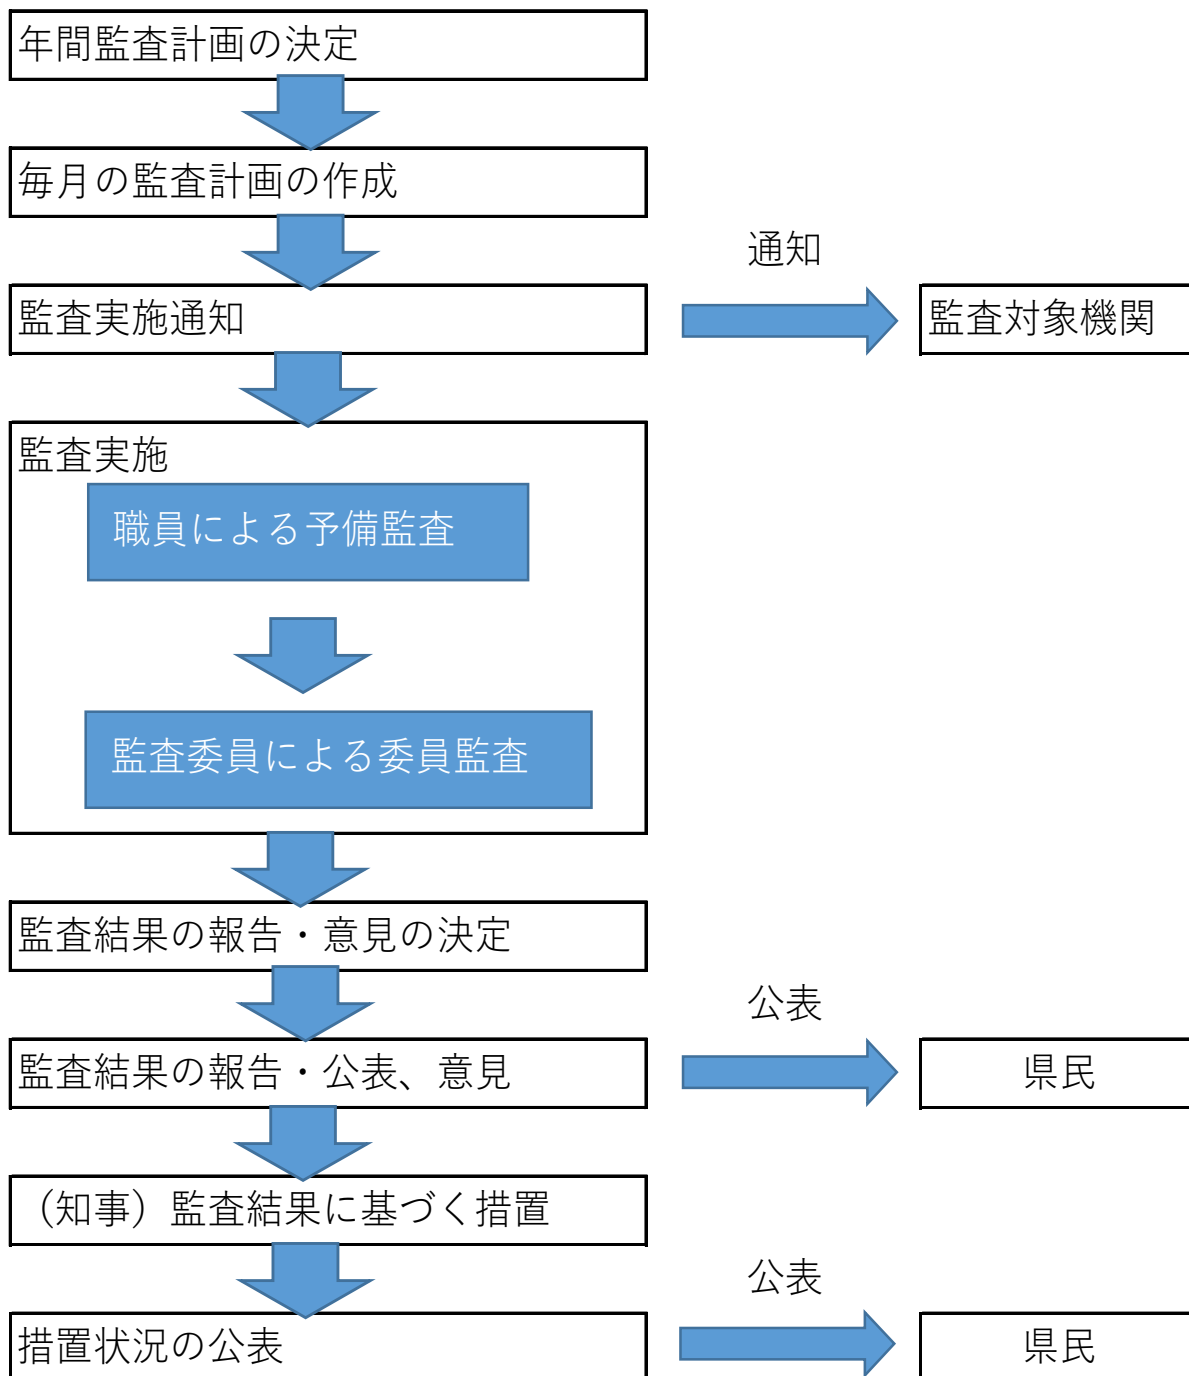 年間監査計画の決定
毎月の監査計画の作成
通知
監査実施通知
監査対象機関
監査実施
職員による予備監査
監査委員による委員監査
監査結果の報告・意見の決定
公表
監査結果の報告・公表、意見
県民
（知事）監査結果に基づく措置
公表
措置状況の公表
県民